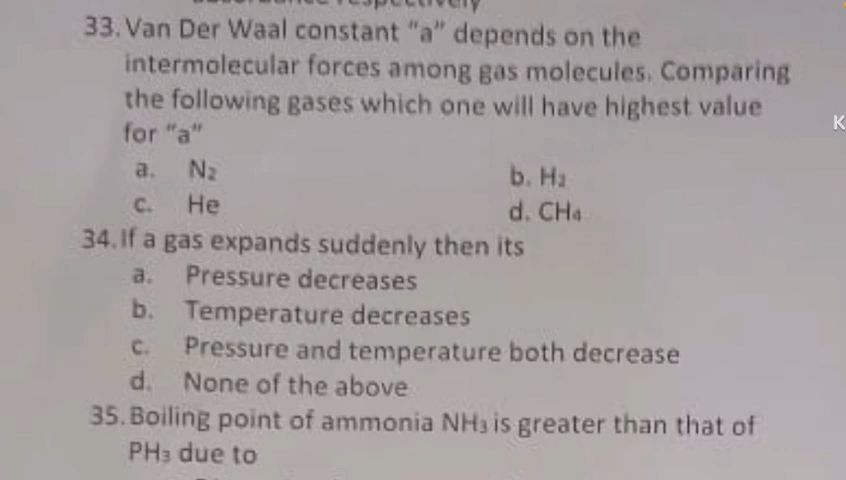 33. Van Der Waal constant "a" depends on the
intermolecular forces among gas molecules. Comparing
the following gases which one will have highest value
for "a"
K
a. N₂ b. H₂
c. He d. CH₄
34. If a gas expands suddenly then its
a. Pressure decreases
b. Temperature decreases
c. Pressure and temperature both decrease
d. None of the above
35. Boiling point of ammonia NH₃ is greater than that of
PH₃ due to